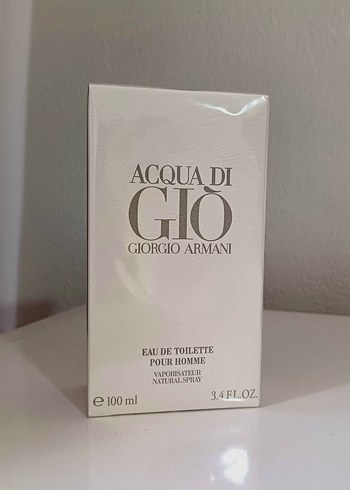 ACQUA DI
GIÒ
GIORGIO ARMANI
EAU DE TOILETTE
POUR HOMME
VAPORISATEUR
NATURAL SPRAY
℮ 100 ml 3.4 FL.OZ.